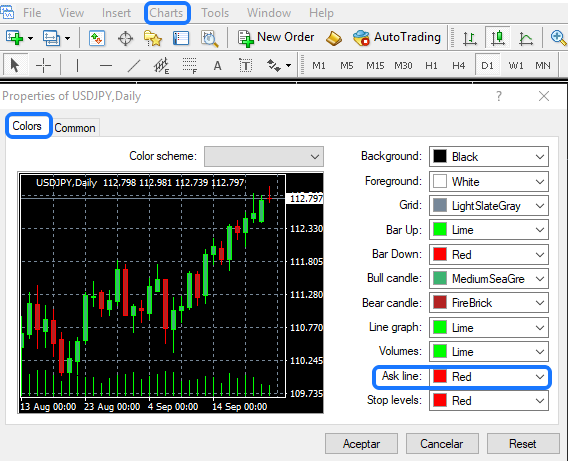 File View Insert Charts Tools Window Help
New Order AutoTrading
A T M1 M5 M15 M30 H1 H4 D1 W1 MN
Properties of USDJPY,Daily ? ×
Colors Common
Color scheme:
USDJPY,Daily 112.798 112.981 112.739 112.797
112.797
112.330
111.805
111.280
110.770
110.245
109.735
13 Aug 00:00 23 Aug 00:00 4 Sep 00:00 14 Sep 00:00
Background: Black
Foreground: White
Grid: LightSlateGray
Bar Up: Lime
Bar Down: Red
Bull candle: MediumSeaGre
Bear candle: FireBrick
Line graph: Lime
Volumes: Lime
Ask line: Red
Stop levels: Red
Aceptar Cancelar Reset